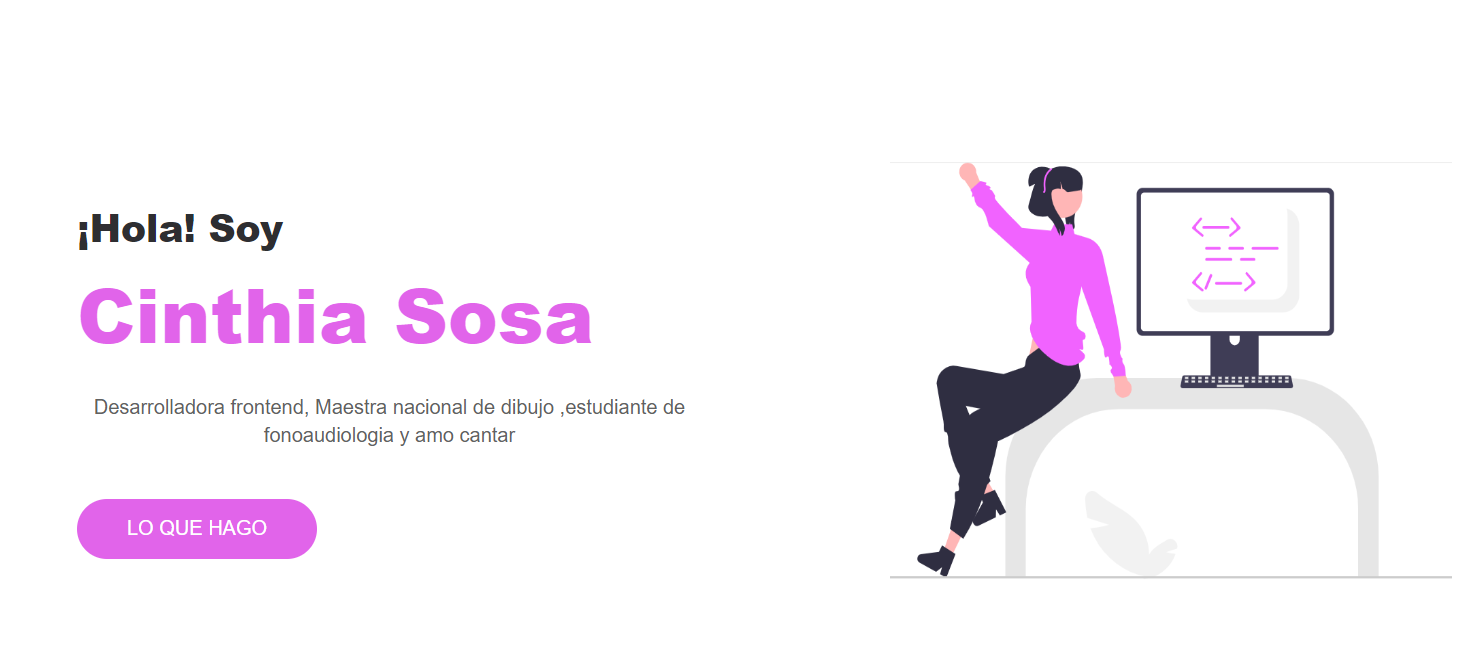 ¡Hola! Soy
Cinthia Sosa
Desarrolladora frontend, Maestra nacional de dibujo ,estudiante de
fonoaudiologia y amo cantar
LO QUE HAGO